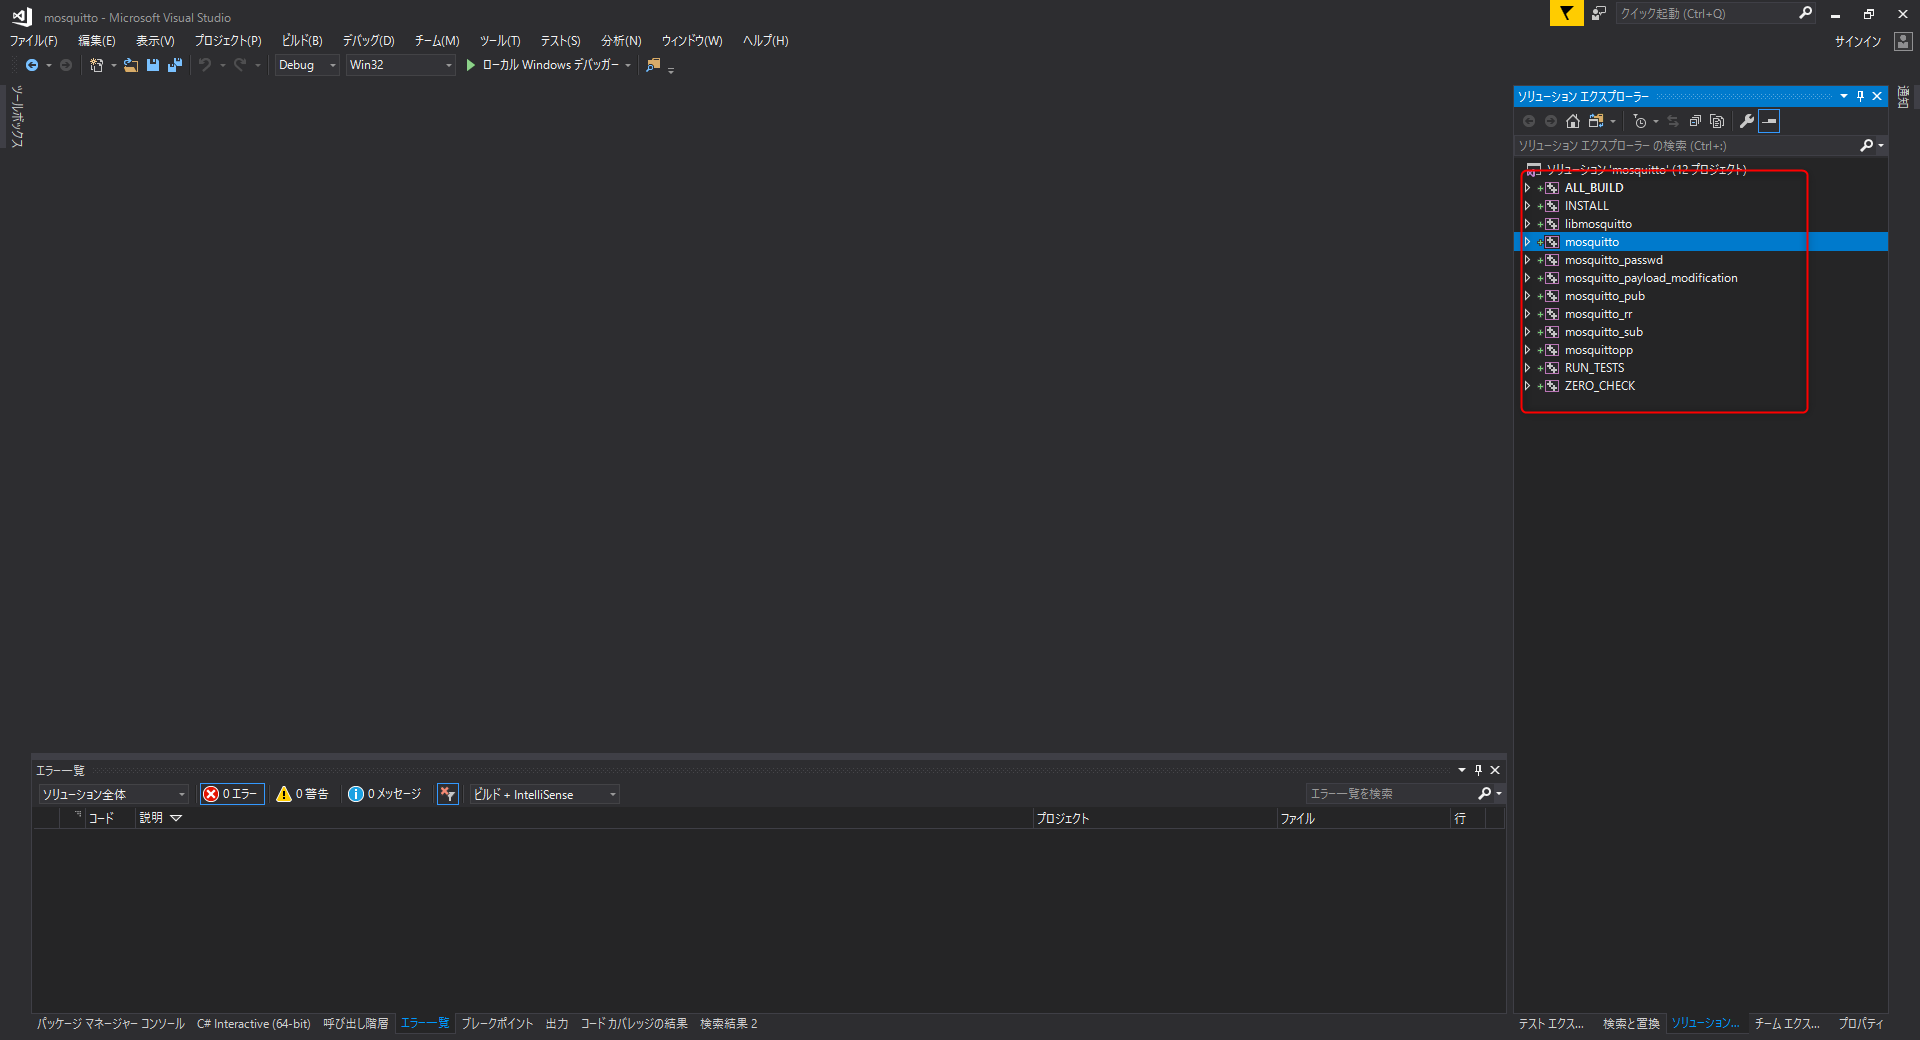 mosquitto - Microsoft Visual Studio
クイック起動 (Ctrl+Q)
ファイル(F) 編集(E) 表示(V) プロジェクト(P) ビルド(B) デバッグ(D) チーム(M) ツール(T) テスト(S) 分析(N) ウィンドウ(W) ヘルプ(H)
サインイン
Debug Win32 ローカル Windows デバッガー
ツールボックス
ソリューション エクスプローラー
通知
ソリューション エクスプローラー の検索 (Ctrl+:)
ソリューション 'mosquitto' (12 プロジェクト)
ALL_BUILD
INSTALL
libmosquitto
mosquitto
mosquitto_passwd
mosquitto_payload_modification
mosquitto_pub
mosquitto_rr
mosquitto_sub
mosquittopp
RUN_TESTS
ZERO_CHECK
エラー一覧
ソリューション全体 0 エラー 0 警告 0 メッセージ ビルド + IntelliSense エラー一覧を検索
コード 説明 プロジェクト ファイル 行
パッケージ マネージャー コンソール C# Interactive (64-bit) 呼び出し階層 エラー一覧 ブレークポイント 出力 コード カバレッジの結果 検索結果 2
テスト エクス... 検索と置換 ソリューション... チーム エクス... プロパティ